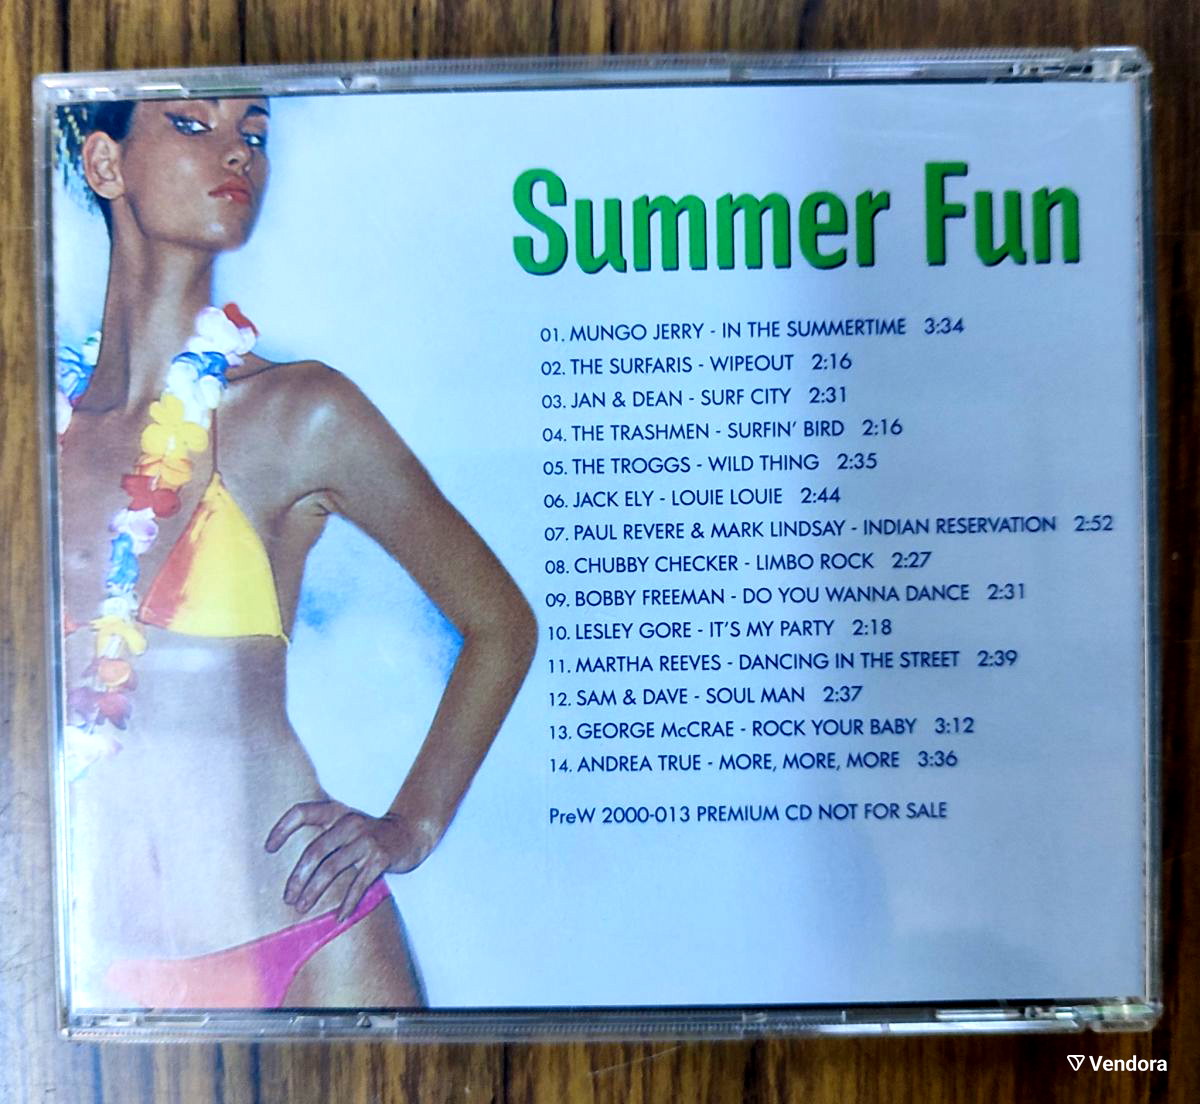 Summer Fun
01. MUNGO JERRY - IN THE SUMMERTIME 3:34
02. THE SURFARIS - WIPEOUT 2:16
03. JAN & DEAN - SURF CITY 2:31
04. THE TRASHMEN - SURFIN' BIRD 2:16
05. THE TROGGS - WILD THING 2:35
06. JACK ELY - LOUIE LOUIE 2:44
07. PAUL REVERE & MARK LINDSAY - INDIAN RESERVATION 2:52
08. CHUBBY CHECKER - LIMBO ROCK 2:27
09. BOBBY FREEMAN - DO YOU WANNA DANCE 2:31
10. LESLEY GORE - IT'S MY PARTY 2:18
11. MARTHA REEVES - DANCING IN THE STREET 2:39
12. SAM & DAVE - SOUL MAN 2:37
13. GEORGE McCRAE - ROCK YOUR BABY 3:12
14. ANDREA TRUE - MORE, MORE, MORE 3:36
PreW 2000-013 PREMIUM CD NOT FOR SALE
Vendora